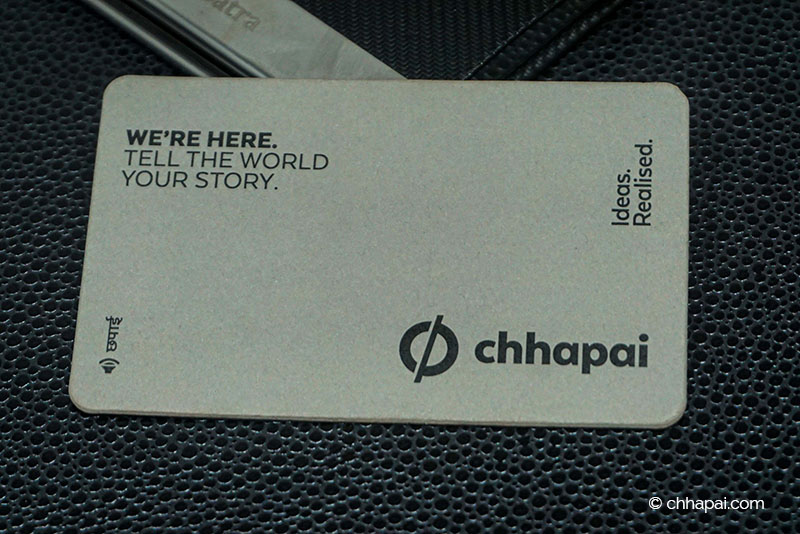 WE'RE HERE.
TELL THE WORLD
YOUR STORY.
Ideas.
Realised.
छपाई
chhapai
© chhapai.com